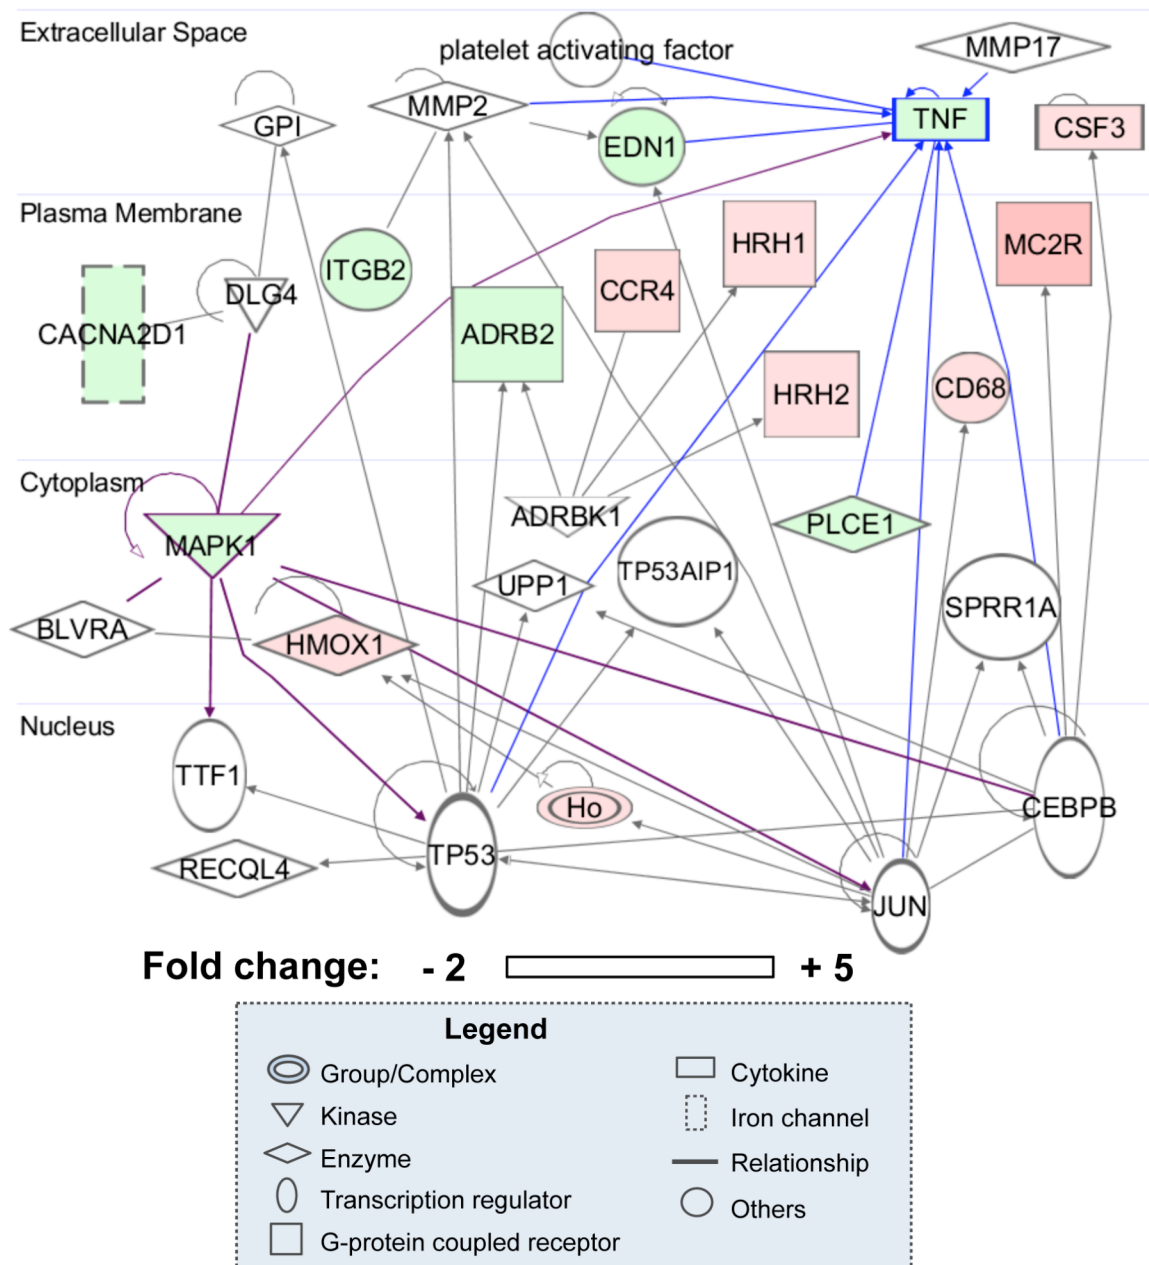 Extracellular Space
platelet activating factor
MMP17
GPI
MMP2
EDN1
TNF
CSF3
Plasma Membrane
CACNA2D1
DLG4
ITGB2
ADRB2
CCR4
HRH1
HRH2
MC2R
CD68
Cytoplasm
MAPK1
ADRBK1
PLCE1
BLVRA
HMOX1
UPP1
TP53AIP1
SPRR1A
Nucleus
TTF1
RECQL4
TP53
Ho
JUN
CEBPB
Fold change: - 2 + 5
Legend
Group/Complex
Kinase
Enzyme
Transcription regulator
G-protein coupled receptor
Cytokine
Iron channel
Relationship
Others